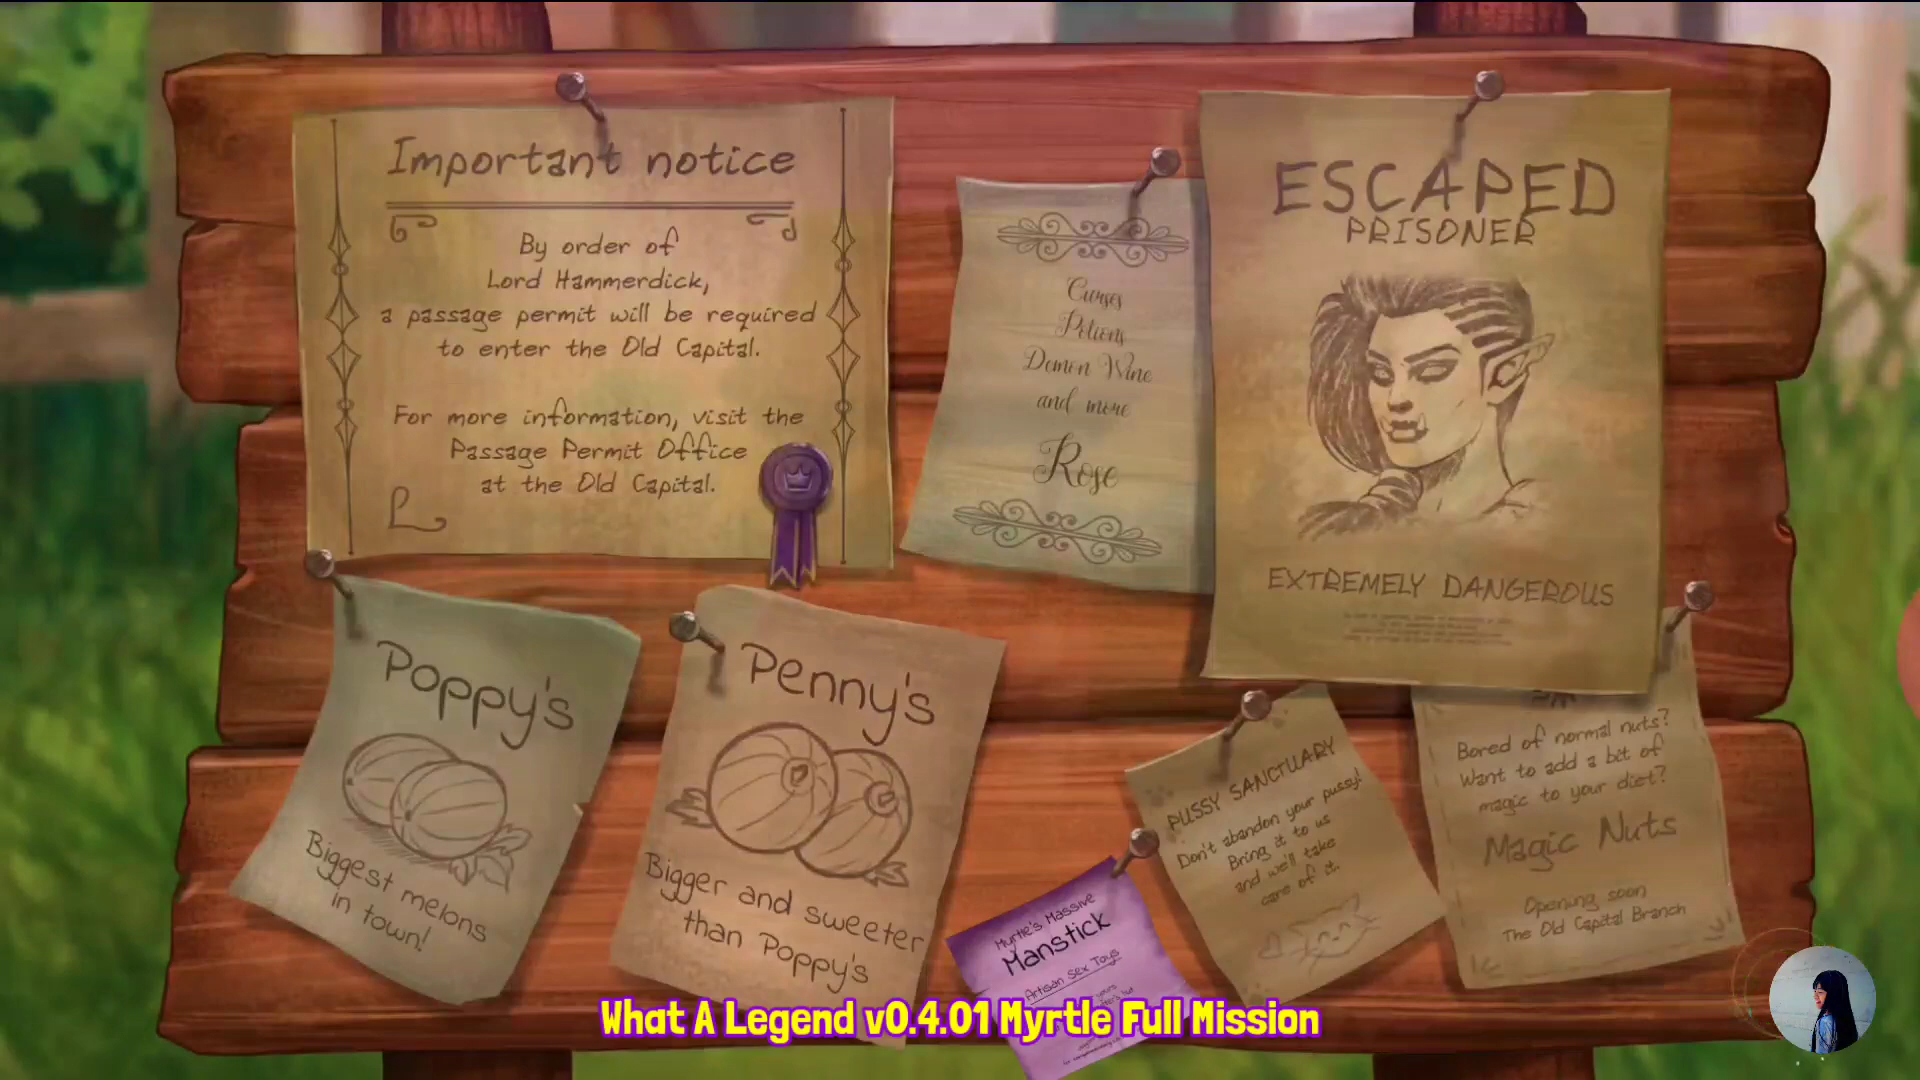 Important notice
By order of
Lord Hammerdick,
a passage permit will be required
to enter the Old Capital.
For more information, visit the
Passage Permit Office
at the Old Capital.
L
Curses
Potions
Demon Wine
and more
Rose
ESCAPED
PRISONER
EXTREMELY DANGEROUS
Poppy's
Biggest melons
in town!
Penny's
Bigger and sweeter
than Poppy's
Myrtle's Massive
Manstick
Artisan Sex Toys
PUSSY SANCTUARY
Don't abandon your pussy!
Bring it to us
and we'll take
care of it.
Bored of normal nuts?
Want to add a bit of
magic to your diet?
Magic Nuts
Opening soon
The Old Capital Branch
What A Legend v0.4.01 Myrtle Full Mission